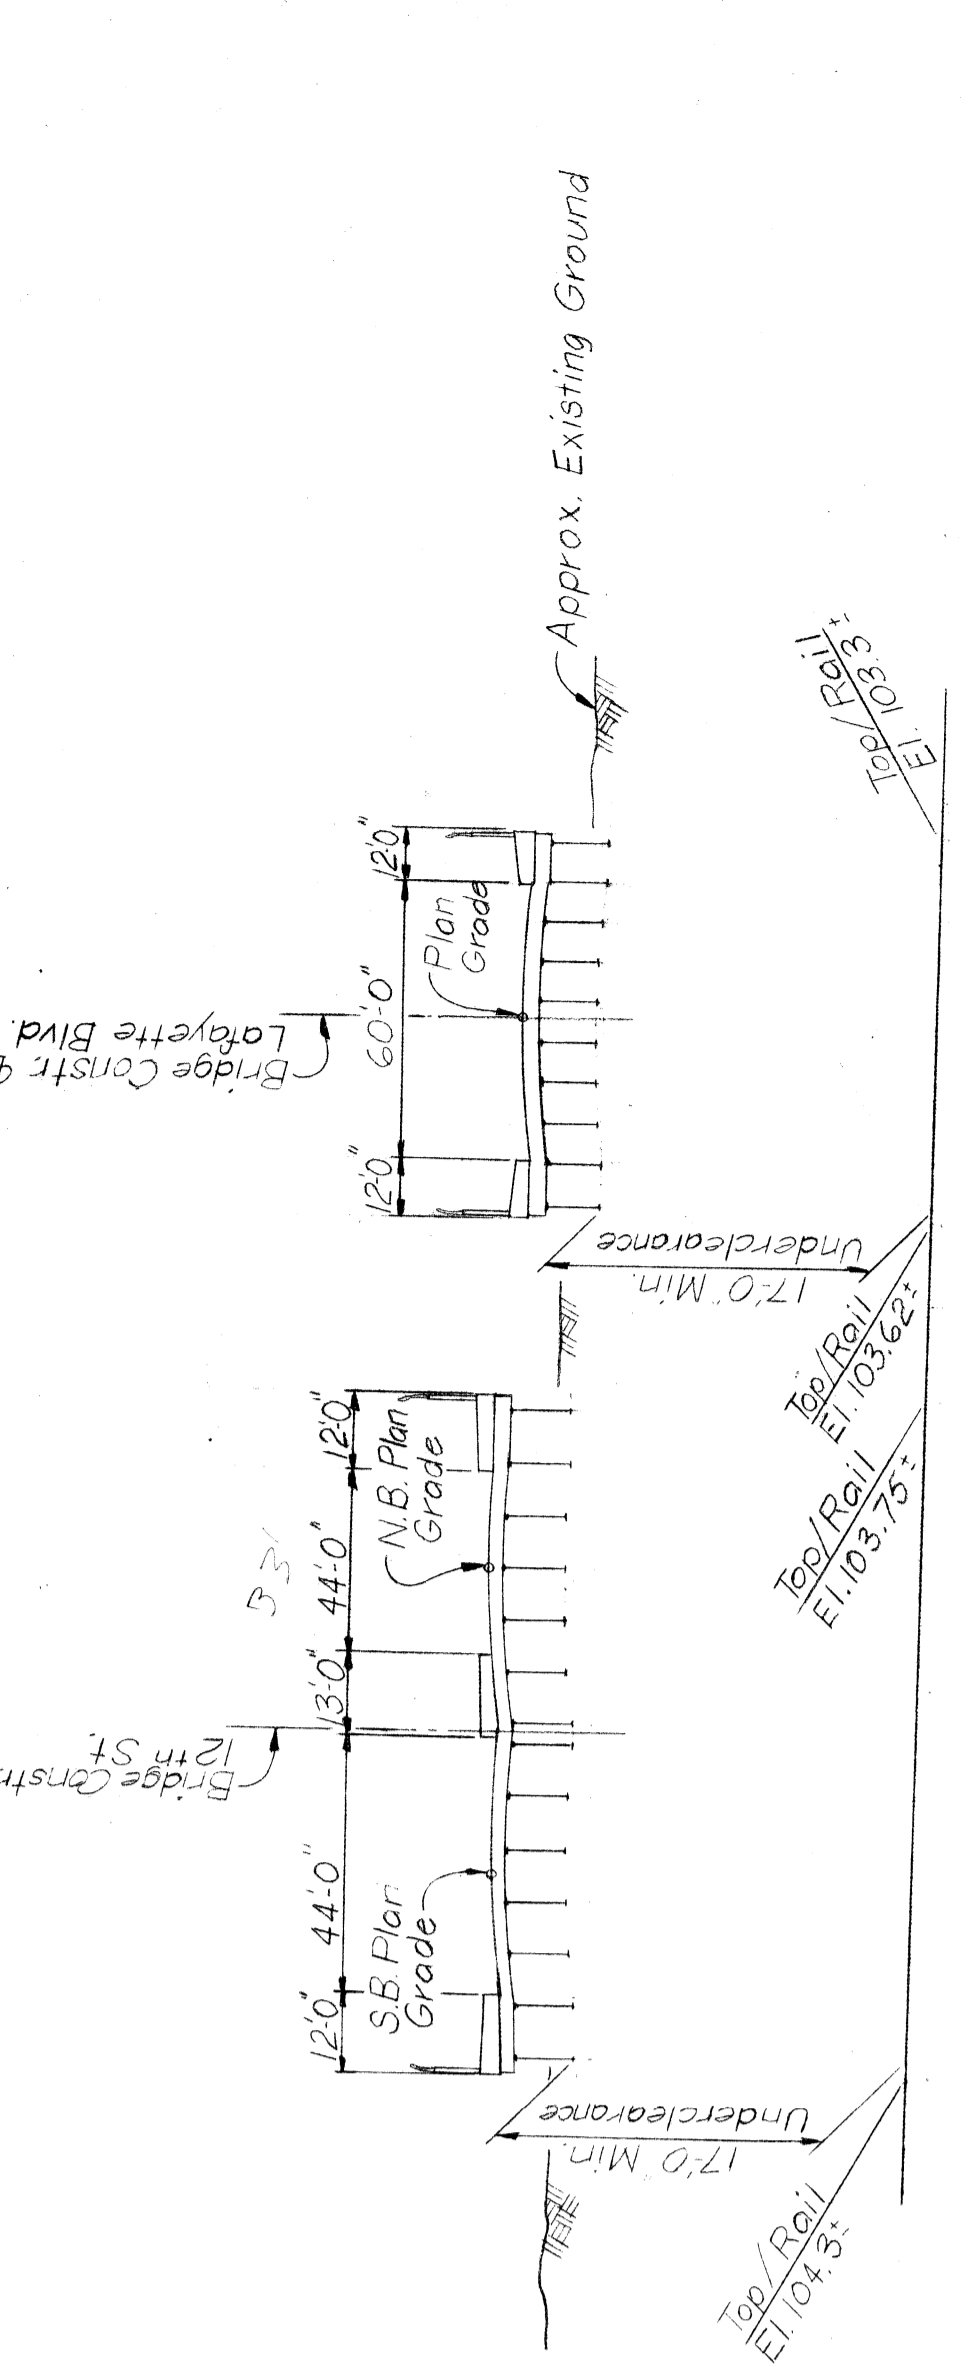 Bridge Constr.
12th St.
Bridge Constr. ℄
Lafayette Blvd.
12'-0"
44'-0"
13'-0"
44'-0"
12'-0"
33'
12'-0"
60'-0"
12'-0"
S.B. Plan
Grade
N.B. Plan
Grade
Plan
Grade
Approx. Existing Ground
17'-0" Min.
Underclearance
17'-0" Min.
Underclearance
Top/Rail
El. 104.3±
Top/Rail
El. 103.75±
Top/Rail
El. 103.62±
Top/Rail
El. 103.3±